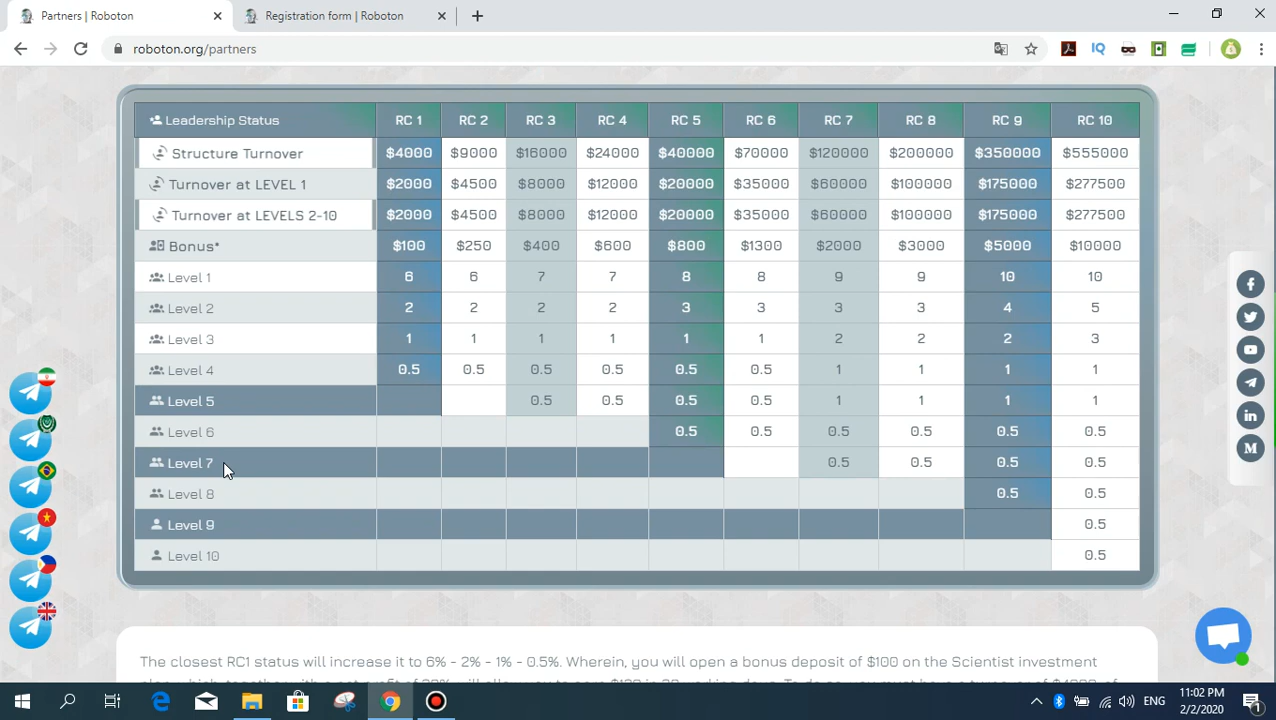 Partners | Roboton
Registration form | Roboton
roboton.org/partners
IQ
Leadership Status RC 1 RC 2 RC 3 RC 4 RC 5 RC 6 RC 7 RC 8 RC 9 RC 10
Structure Turnover $4000 $9000 $16000 $24000 $40000 $70000 $120000 $200000 $350000 $555000
Turnover at LEVEL 1 $2000 $4500 $8000 $12000 $20000 $35000 $60000 $100000 $175000 $277500
Turnover at LEVELS 2-10 $2000 $4500 $8000 $12000 $20000 $35000 $60000 $100000 $175000 $277500
Bonus* $100 $250 $400 $600 $800 $1300 $2000 $3000 $5000 $10000
Level 1 6 6 7 7 8 8 9 9 10 10
Level 2 2 2 2 2 3 3 3 3 4 5
Level 3 1 1 1 1 1 1 2 2 2 3
Level 4 0.5 0.5 0.5 0.5 0.5 0.5 1 1 1 1
Level 5 0.5 0.5 0.5 0.5 1 1 1 1
Level 6 0.5 0.5 0.5 0.5 0.5 0.5
Level 7 0.5 0.5 0.5 0.5
Level 8 0.5 0.5
Level 9 0.5
Level 10 0.5
The closest RC1 status will increase it to 6% - 2% - 1% - 0.5%. Wherein, you will open a bonus deposit of $100 on the Scientist investment
ENG
11:02 PM
2/2/2020
1